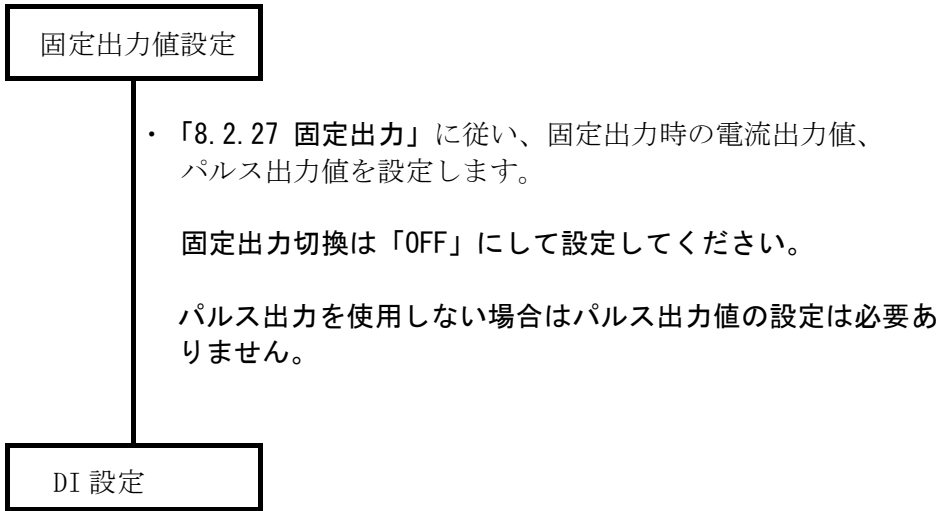 固定出力値設定
・「8.2.27 固定出力」に従い、固定出力時の電流出力値、
パルス出力値を設定します。
固定出力切換は「OFF」にして設定してください。
パルス出力を使用しない場合はパルス出力値の設定は必要あ
りません。
DI 設定